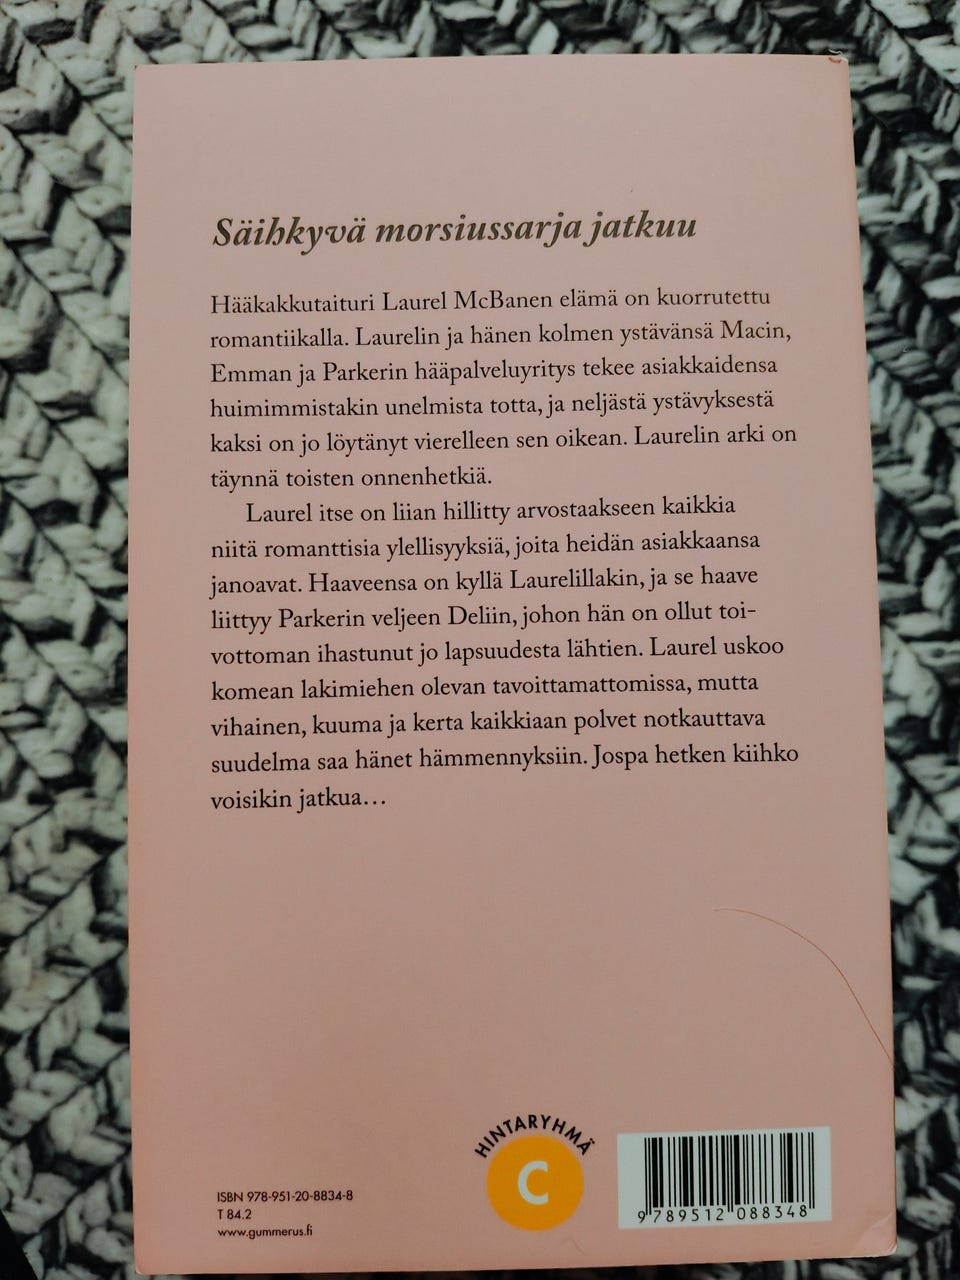 Säihkyvä morsiussarja jatkuu
Hääkakkutaituri Laurel McBanen elämä on kuorrutettu
romantiikalla. Laurelin ja hänen kolmen ystävänsä Macin,
Emman ja Parkerin hääpalveluyritys tekee asiakkaidensa
huimimmistakin unelmista totta, ja neljästä ystävyksestä
kaksi on jo löytänyt vierelleen sen oikean. Laurelin arki on
täynnä toisten onnenhetkiä.
Laurel itse on liian hillitty arvostaakseen kaikkia
niitä romanttisia ylellisyyksiä, joita heidän asiakkaansa
janoavat. Haaveensa on kyllä Laurelillakin, ja se haave
liittyy Parkerin veljeen Deliin, johon hän on ollut toi-
vottoman ihastunut jo lapsuudesta lähtien. Laurel uskoo
komean lakimiehen olevan tavoittamattomissa, mutta
vihainen, kuuma ja kerta kaikkiaan polvet notkauttava
suudelma saa hänet hämmennyksiin. Jospa hetken kiihko
voisikin jatkua…
HINTARYHMÄ
C
ISBN 978-951-20-8834-8
T 84.2
www.gummerus.fi
9 789512 088348